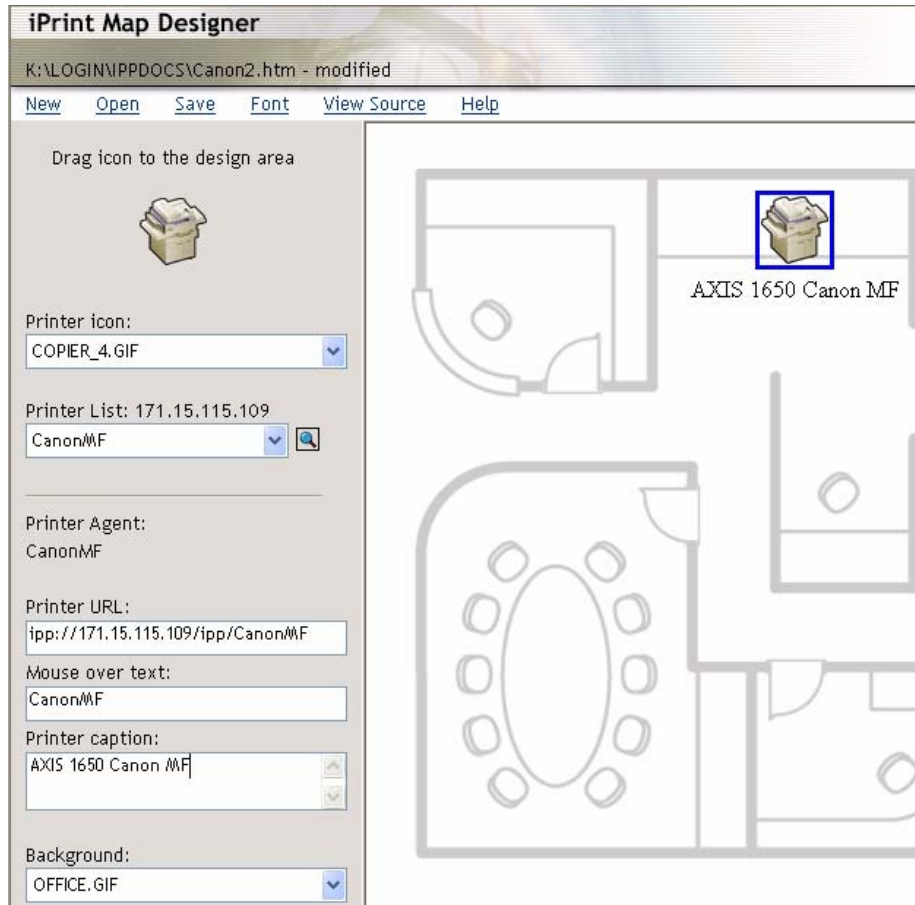 iPrint Map Designer
K:\LOGIN\IPPDOCS\Canon2.htm - modified
New Open Save Font View Source Help
Drag icon to the design area
Printer icon:
COPIER_4.GIF
Printer List: 171.15.115.109
CanonMF
Printer Agent:
CanonMF
Printer URL:
ipp://171.15.115.109/ipp/CanonMF
Mouse over text:
CanonMF
Printer caption:
AXIS 1650 Canon MF
Background:
OFFICE.GIF
AXIS 1650 Canon MF